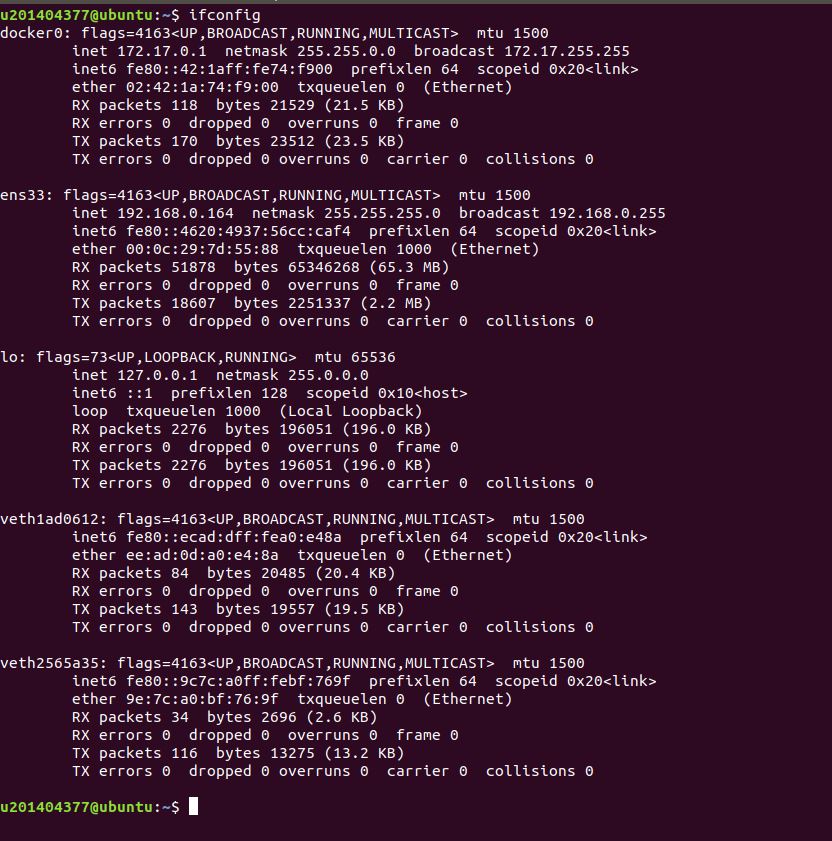 u201404377@ubuntu:~$ ifconfig
docker0: flags=4163<UP,BROADCAST,RUNNING,MULTICAST>  mtu 1500
        inet 172.17.0.1  netmask 255.255.0.0  broadcast 172.17.255.255
        inet6 fe80::42:1aff:fe74:f900  prefixlen 64  scopeid 0x20<link>
        ether 02:42:1a:74:f9:00  txqueuelen 0  (Ethernet)
        RX packets 118  bytes 21529 (21.5 KB)
        RX errors 0  dropped 0  overruns 0  frame 0
        TX packets 170  bytes 23512 (23.5 KB)
        TX errors 0  dropped 0 overruns 0  carrier 0  collisions 0

ens33: flags=4163<UP,BROADCAST,RUNNING,MULTICAST>  mtu 1500
        inet 192.168.0.164  netmask 255.255.255.0  broadcast 192.168.0.255
        inet6 fe80::4620:4937:56cc:caf4  prefixlen 64  scopeid 0x20<link>
        ether 00:0c:29:7d:55:88  txqueuelen 1000  (Ethernet)
        RX packets 51878  bytes 65346268 (65.3 MB)
        RX errors 0  dropped 0  overruns 0  frame 0
        TX packets 18607  bytes 2251337 (2.2 MB)
        TX errors 0  dropped 0 overruns 0  carrier 0  collisions 0

lo: flags=73<UP,LOOPBACK,RUNNING>  mtu 65536
        inet 127.0.0.1  netmask 255.0.0.0
        inet6 ::1  prefixlen 128  scopeid 0x10<host>
        loop  txqueuelen 1000  (Local Loopback)
        RX packets 2276  bytes 196051 (196.0 KB)
        RX errors 0  dropped 0  overruns 0  frame 0
        TX packets 2276  bytes 196051 (196.0 KB)
        TX errors 0  dropped 0 overruns 0  carrier 0  collisions 0

veth1ad0612: flags=4163<UP,BROADCAST,RUNNING,MULTICAST>  mtu 1500
        inet6 fe80::ecad:dff:fea0:e48a  prefixlen 64  scopeid 0x20<link>
        ether ee:ad:0d:a0:e4:8a  txqueuelen 0  (Ethernet)
        RX packets 84  bytes 20485 (20.4 KB)
        RX errors 0  dropped 0  overruns 0  frame 0
        TX packets 143  bytes 19557 (19.5 KB)
        TX errors 0  dropped 0 overruns 0  carrier 0  collisions 0

veth2565a35: flags=4163<UP,BROADCAST,RUNNING,MULTICAST>  mtu 1500
        inet6 fe80::9c7c:a0ff:febf:769f  prefixlen 64  scopeid 0x20<link>
        ether 9e:7c:a0:bf:76:9f  txqueuelen 0  (Ethernet)
        RX packets 34  bytes 2696 (2.6 KB)
        RX errors 0  dropped 0  overruns 0  frame 0
        TX packets 116  bytes 13275 (13.2 KB)
        TX errors 0  dropped 0 overruns 0  carrier 0  collisions 0

u201404377@ubuntu:~$